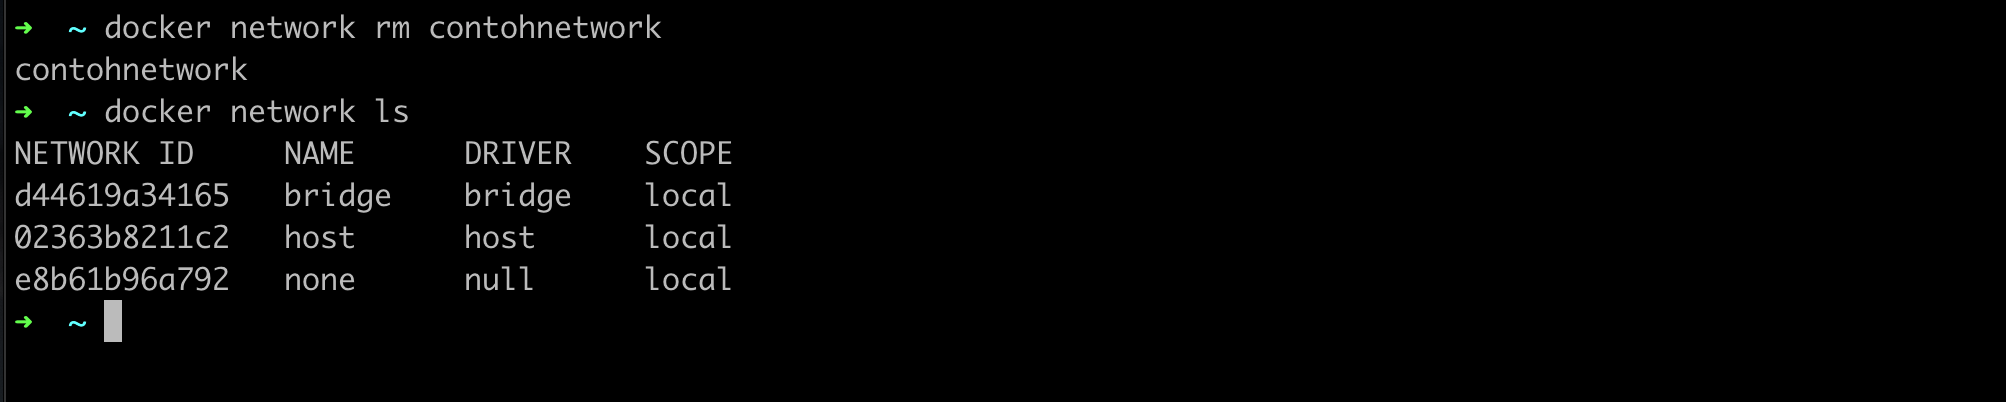 ➜  ~ docker network rm contohnetwork
contohnetwork
➜  ~ docker network ls
NETWORK ID     NAME      DRIVER    SCOPE
d44619a34165   bridge    bridge    local
02363b8211c2   host      host      local
e8b61b96a792   none      null      local
➜  ~